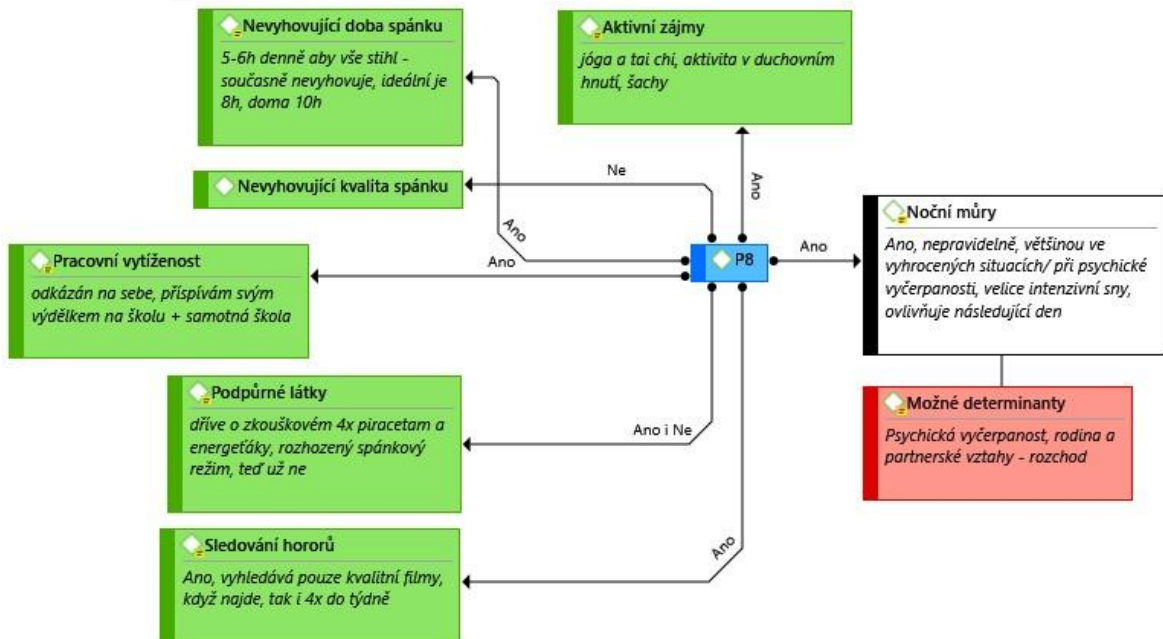 Nevyhovující doba spánku
5-6h denně aby vše stihl -
současně nevyhovuje, ideální je
8h, doma 10h
Aktivní zájmy
jóga a tai chi, aktivita v duchovním
hnutí, šachy
Ne
Nevyhovující kvalita spánku
Ano
Ano
Pracovní vytíženost
odkázán na sebe, přispívám svým
výdělkem na školu + samotná škola
Ano
P8
Ano
Noční můry
Ano, nepravidelně, většinou ve
vyhrocených situacích/ při psychické
vyčerpanosti, velice intenzivní sny,
ovlivňuje následující den
Podpůrné látky
dříve o zkouškovém 4x piracetam a
energeťáky, rozhozený spánkový
režim, teď už ne
Ano i Ne
Možné determinanty
Psychická vyčerpanost, rodina a
partnerské vztahy - rozchod
Sledování hororů
Ano, vyhledává pouze kvalitní filmy,
když najde, tak i 4x do týdně
Ano